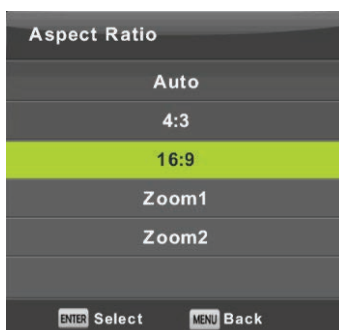 Aspect Ratio
Auto
4:3
16:9
Zoom1
Zoom2
ENTER Select MENU Back